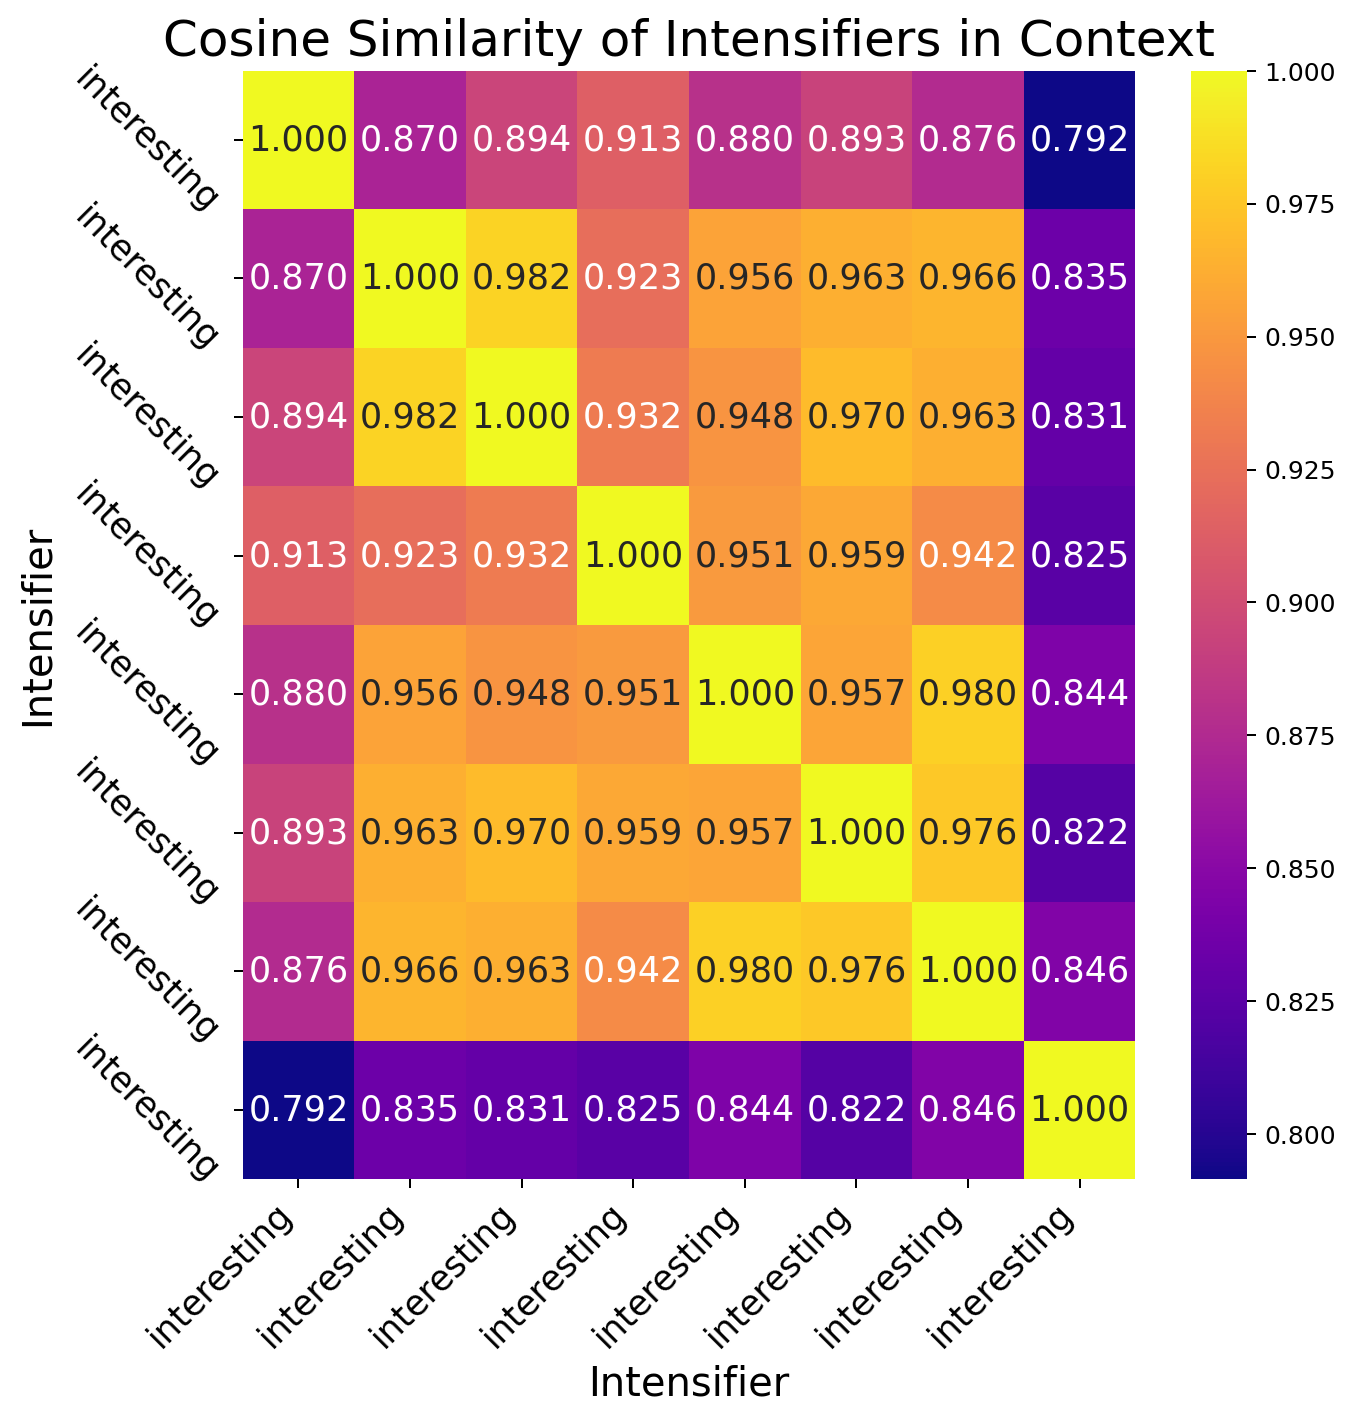 Cosine Similarity of Intensifiers in Context
interesting 1.000 0.870 0.894 0.913 0.880 0.893 0.876 0.792
interesting 0.870 1.000 0.982 0.923 0.956 0.963 0.966 0.835
interesting 0.894 0.982 1.000 0.932 0.948 0.970 0.963 0.831
interesting 0.913 0.923 0.932 1.000 0.951 0.959 0.942 0.825
interesting 0.880 0.956 0.948 0.951 1.000 0.957 0.980 0.844
interesting 0.893 0.963 0.970 0.959 0.957 1.000 0.976 0.822
interesting 0.876 0.966 0.963 0.942 0.980 0.976 1.000 0.846
interesting 0.792 0.835 0.831 0.825 0.844 0.822 0.846 1.000
Intensifier
interesting interesting interesting interesting interesting interesting interesting interesting
Intensifier
1.000
0.975
0.950
0.925
0.900
0.875
0.850
0.825
0.800